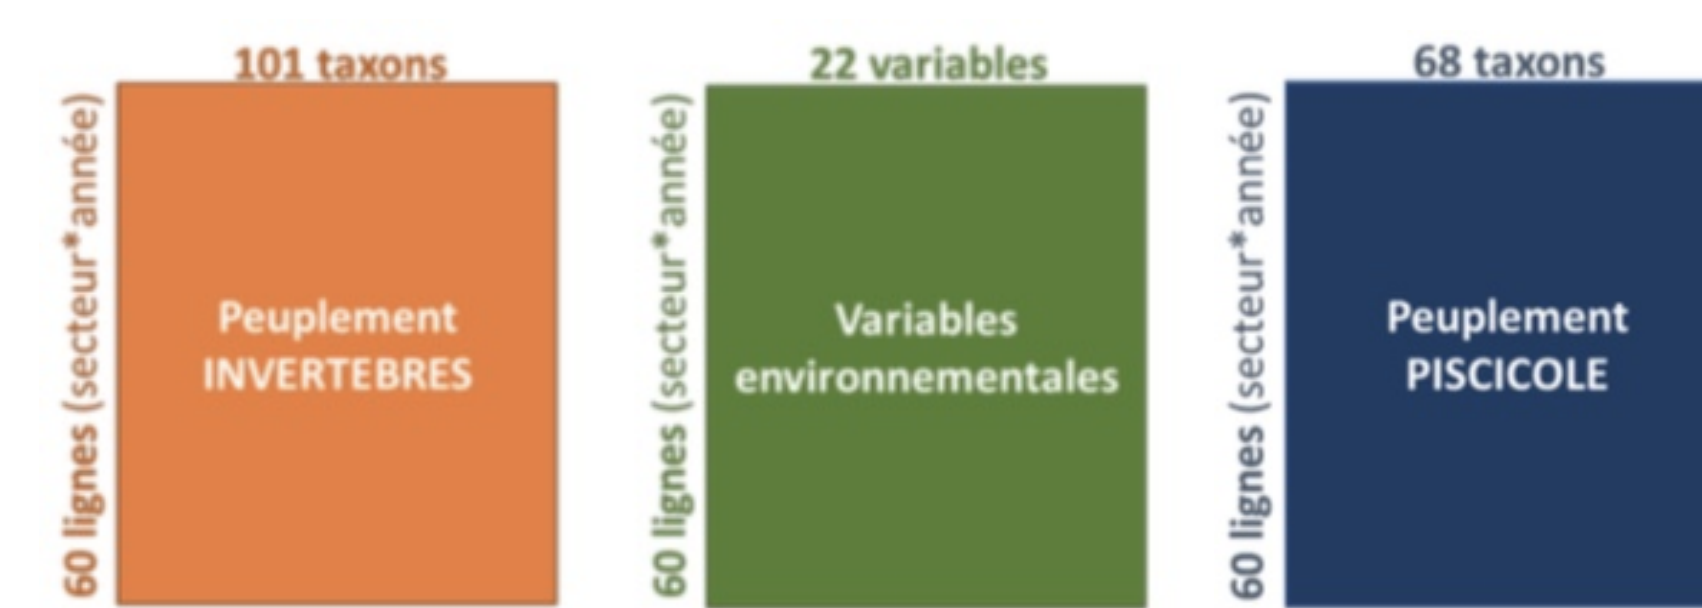 101 taxons
60 lignes (secteur*année)
Peuplement
INVERTEBRES
22 variables
60 lignes (secteur*année)
Variables
environnementales
68 taxons
60 lignes (secteur*année)
Peuplement
PISCICOLE